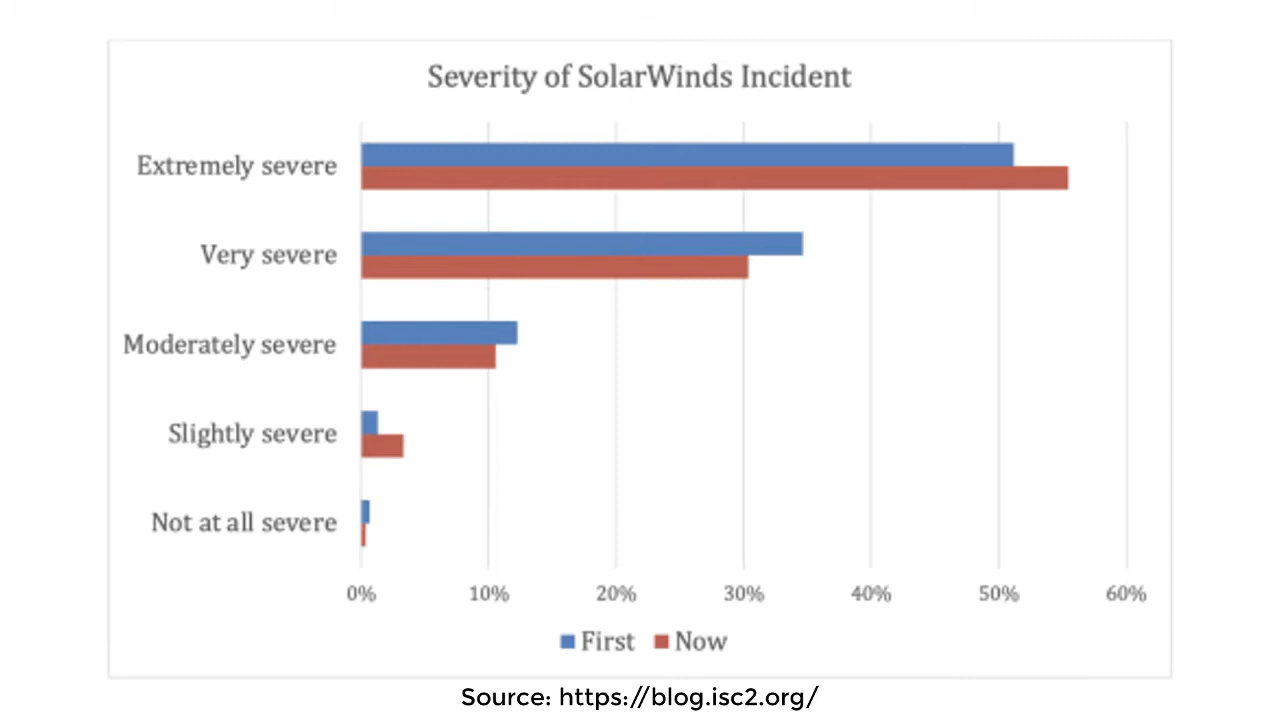 Severity of SolarWinds Incident
Extremely severe
Very severe
Moderately severe
Slightly severe
Not at all severe
0% 10% 20% 30% 40% 50% 60%
First Now
Source: https://blog.isc2.org/